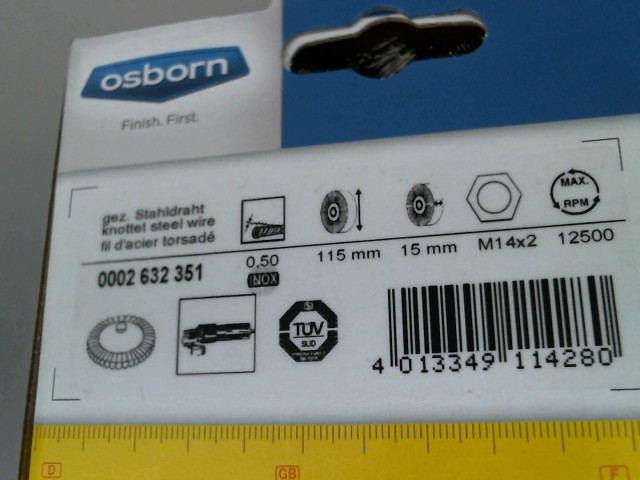 osborn
Finish. First.
gez. Stahldraht
knottet steel wire
fil d'acier torsadé
0002 632 351
0,50
INOX
115 mm
15 mm
M14x2
MAX.
RPM
12500
TÜV
SÜD
4 013349 114280
D
GB
F